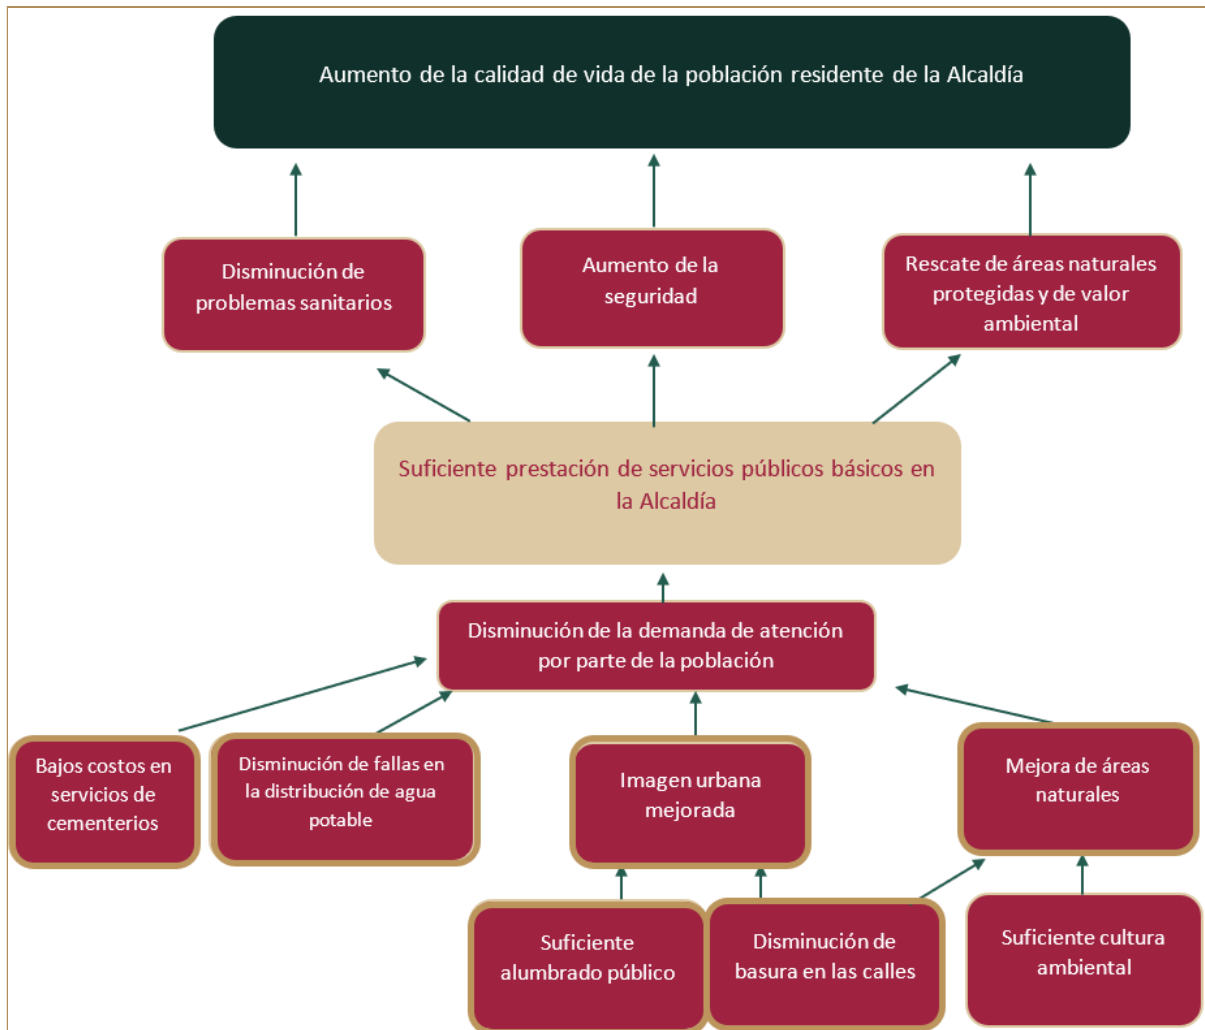 Aumento de la calidad de vida de la población residente de la Alcaldía
Disminución de
problemas sanitarios
Aumento de la
seguridad
Rescate de áreas naturales
protegidas y de valor
ambiental
Suficiente prestación de servicios públicos básicos en
la Alcaldía
Disminución de la demanda de atención
por parte de la población
Bajos costos en
servicios de
cementerios
Disminución de fallas en
la distribución de agua
potable
Imagen urbana
mejorada
Mejora de áreas
naturales
Suficiente
alumbrado público
Disminución de
basura en las calles
Suficiente cultura
ambiental